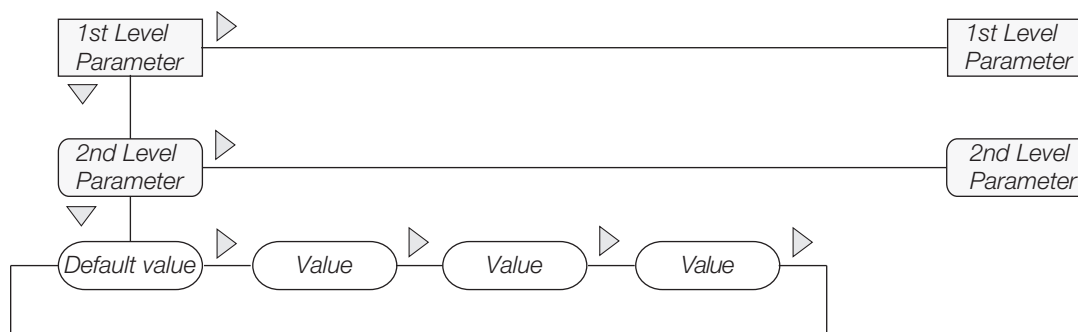 1st Level
Parameter
1st Level
Parameter
2nd Level
Parameter
2nd Level
Parameter
Default value
Value
Value
Value